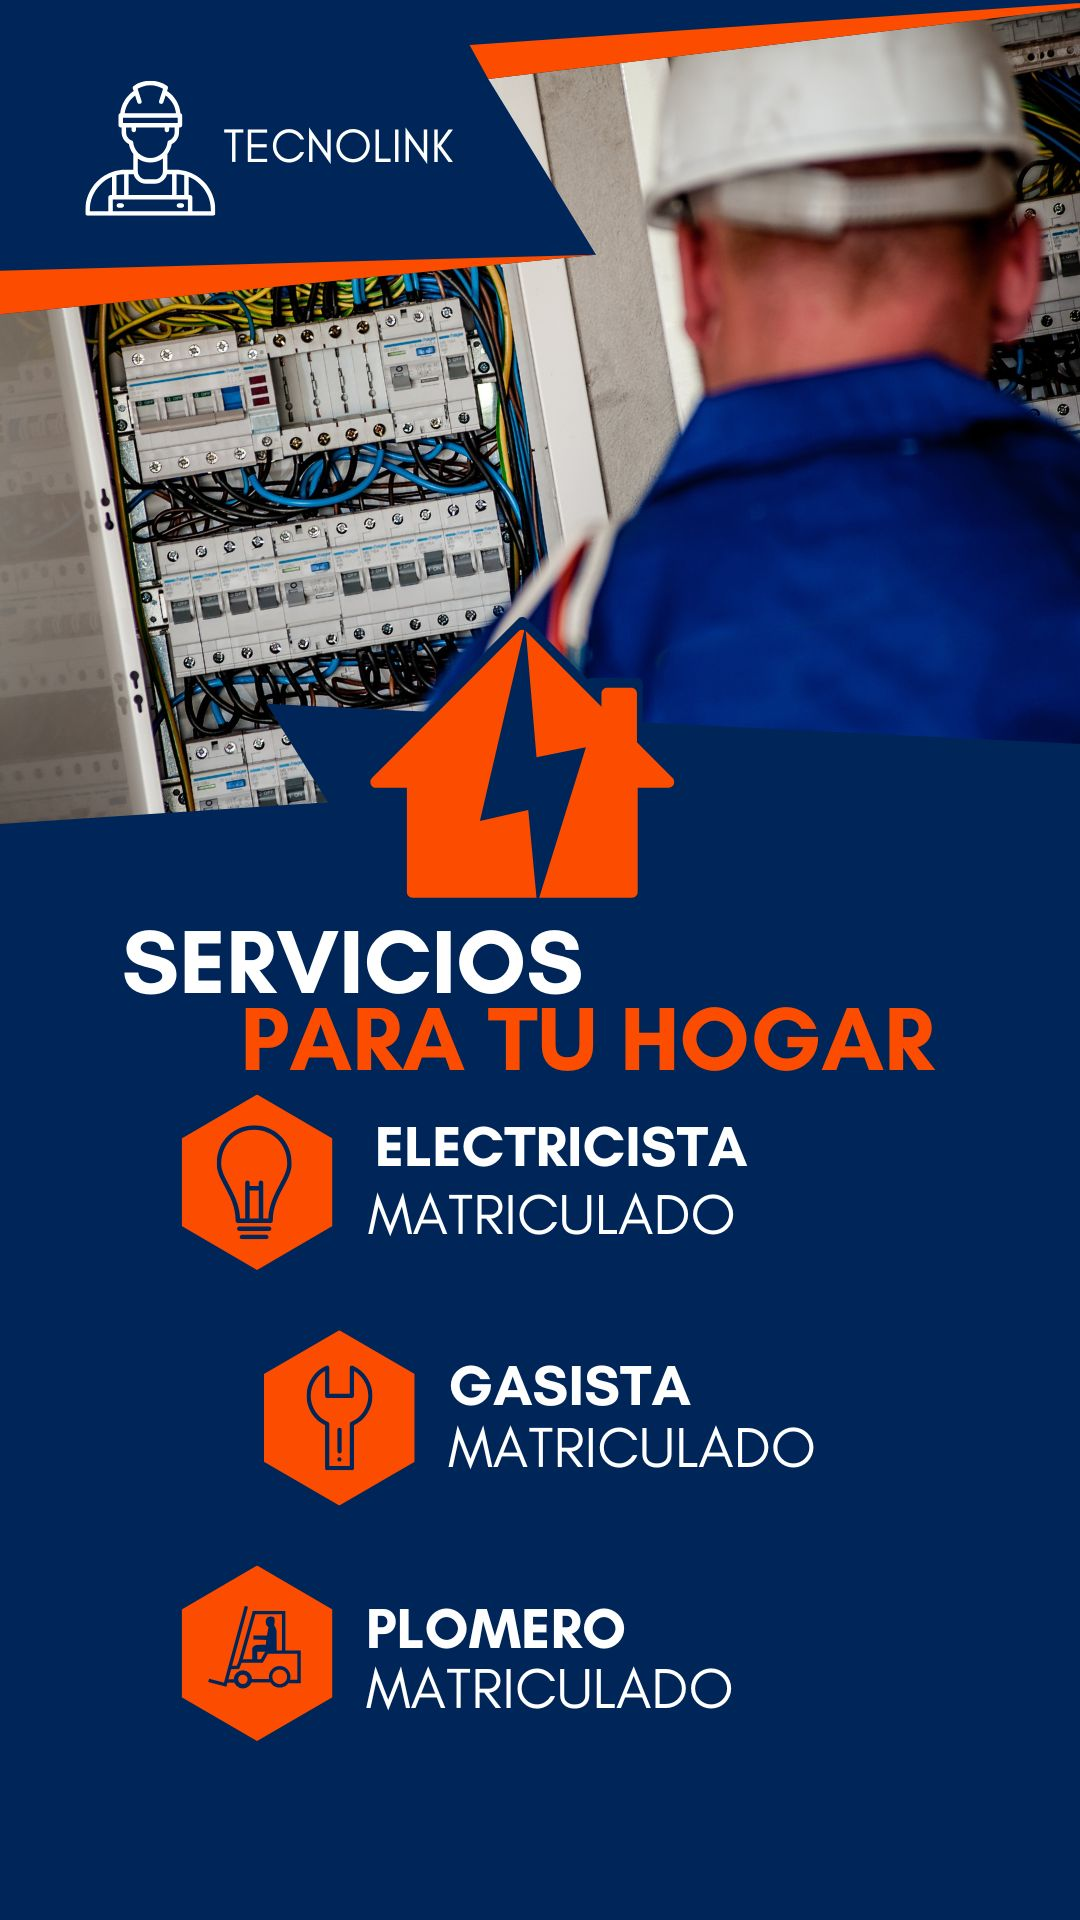 TECNOLINK
SERVICIOS
PARA TU HOGAR
ELECTRICISTA
MATRICULADO
GASISTA
MATRICULADO
PLOMERO
MATRICULADO